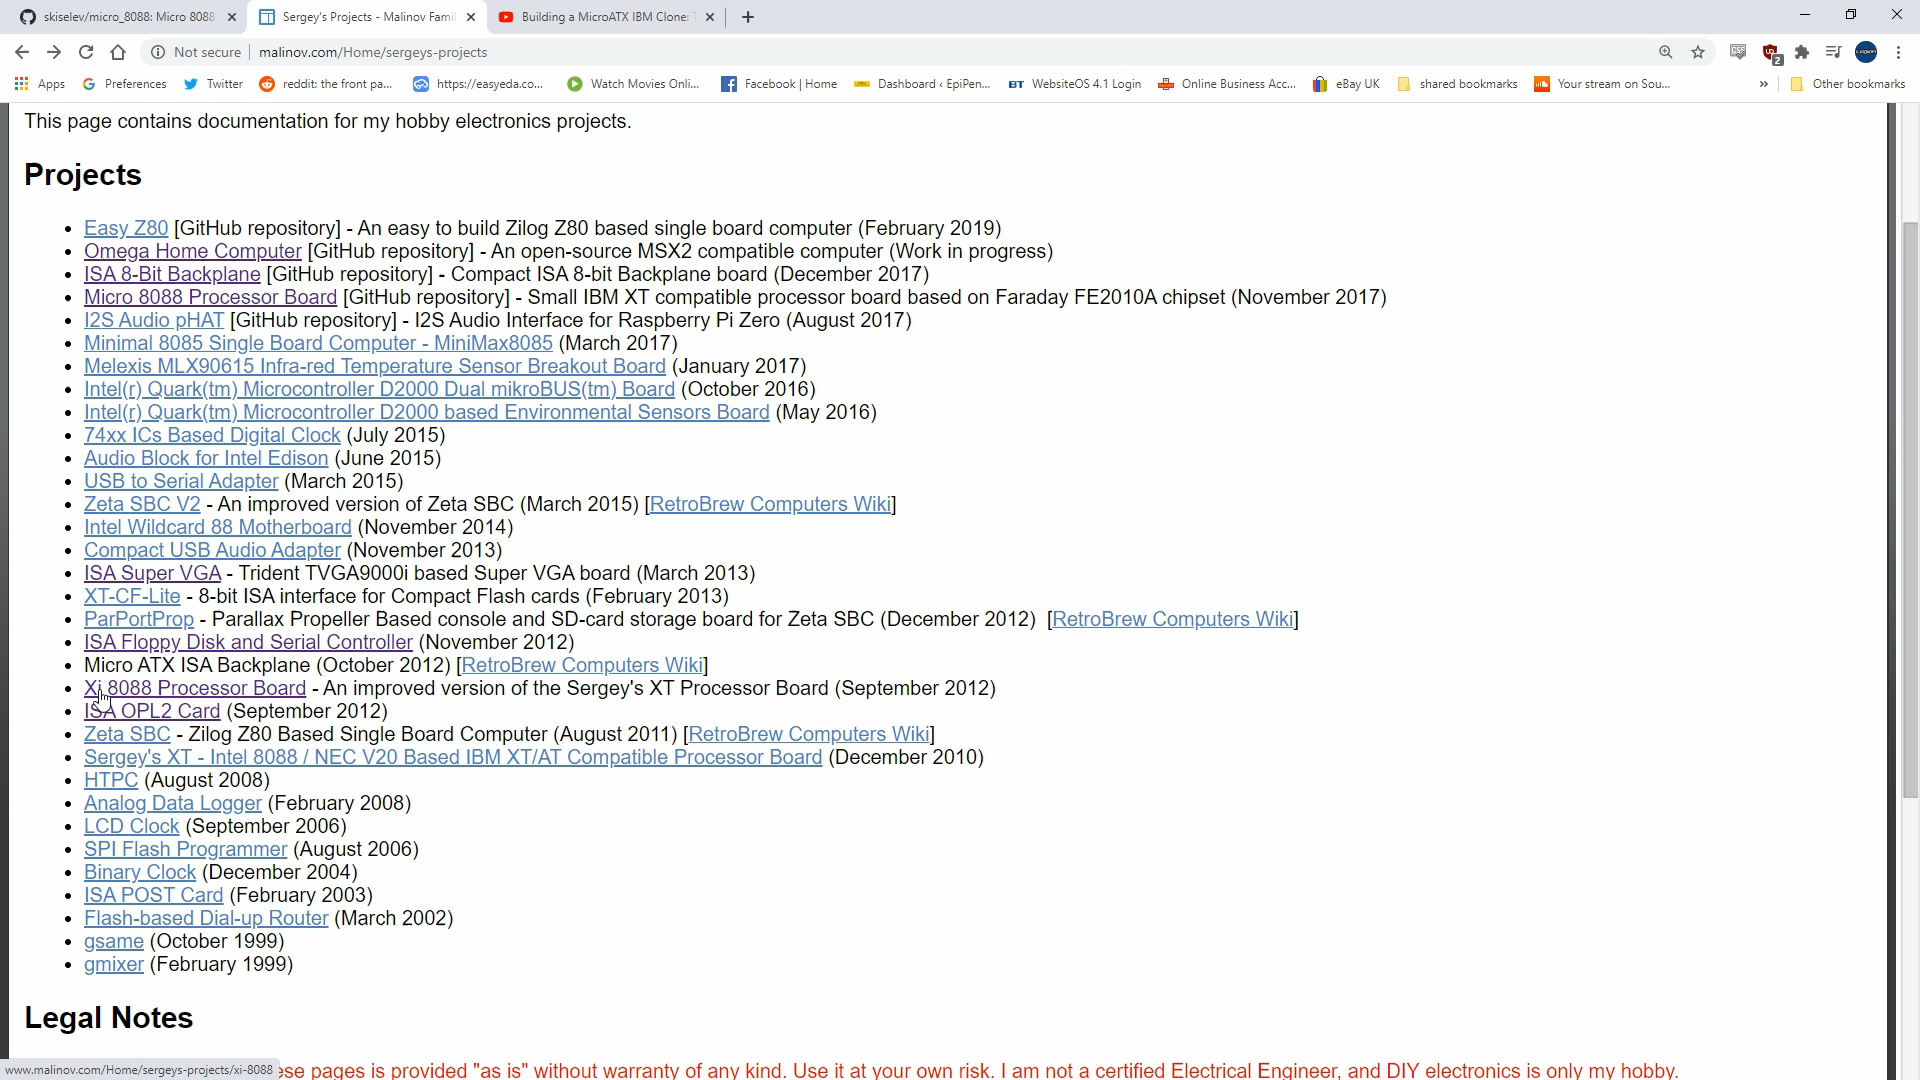 skiselev/micro_8088: Micro 8088
Sergey's Projects - Malinov Fami
Building a MicroATX IBM Clone:
Not secure
malinov.com/Home/sergeys-projects
CSS
2
Apps
Preferences
Twitter
reddit: the front pa...
https://easyeda.co...
Watch Movies Onli...
Facebook | Home
Dashboard ‹ EpiPen...
BT
WebsiteOS 4.1 Login
Online Business Acc...
eBay UK
shared bookmarks
Your stream on Sou...
»
Other bookmarks
This page contains documentation for my hobby electronics projects.
Projects
• Easy Z80 [GitHub repository] - An easy to build Zilog Z80 based single board computer (February 2019)
• Omega Home Computer [GitHub repository] - An open-source MSX2 compatible computer (Work in progress)
• ISA 8-Bit Backplane [GitHub repository] - Compact ISA 8-bit Backplane board (December 2017)
• Micro 8088 Processor Board [GitHub repository] - Small IBM XT compatible processor board based on Faraday FE2010A chipset (November 2017)
• I2S Audio pHAT [GitHub repository] - I2S Audio Interface for Raspberry Pi Zero (August 2017)
• Minimal 8085 Single Board Computer - MiniMax8085 (March 2017)
• Melexis MLX90615 Infra-red Temperature Sensor Breakout Board (January 2017)
• Intel(r) Quark(tm) Microcontroller D2000 Dual mikroBUS(tm) Board (October 2016)
• Intel(r) Quark(tm) Microcontroller D2000 based Environmental Sensors Board (May 2016)
• 74xx ICs Based Digital Clock (July 2015)
• Audio Block for Intel Edison (June 2015)
• USB to Serial Adapter (March 2015)
• Zeta SBC V2 - An improved version of Zeta SBC (March 2015) [RetroBrew Computers Wiki]
• Intel Wildcard 88 Motherboard (November 2014)
• Compact USB Audio Adapter (November 2013)
• ISA Super VGA - Trident TVGA9000i based Super VGA board (March 2013)
• XT-CF-Lite - 8-bit ISA interface for Compact Flash cards (February 2013)
• ParPortProp - Parallax Propeller Based console and SD-card storage board for Zeta SBC (December 2012) [RetroBrew Computers Wiki]
• ISA Floppy Disk and Serial Controller (November 2012)
• Micro ATX ISA Backplane (October 2012) [RetroBrew Computers Wiki]
• Xi 8088 Processor Board - An improved version of the Sergey's XT Processor Board (September 2012)
• ISA OPL2 Card (September 2012)
• Zeta SBC - Zilog Z80 Based Single Board Computer (August 2011) [RetroBrew Computers Wiki]
• Sergey's XT - Intel 8088 / NEC V20 Based IBM XT/AT Compatible Processor Board (December 2010)
• HTPC (August 2008)
• Analog Data Logger (February 2008)
• LCD Clock (September 2006)
• SPI Flash Programmer (August 2006)
• Binary Clock (December 2004)
• ISA POST Card (February 2003)
• Flash-based Dial-up Router (March 2002)
• gsame (October 1999)
• gmixer (February 1999)
Legal Notes
www.malinov.com/Home/sergeys-projects/xi-8088
ese pages is provided "as is" without warranty of any kind. Use it at your own risk. I am not a certified Electrical Engineer, and DIY electronics is only my hobby.